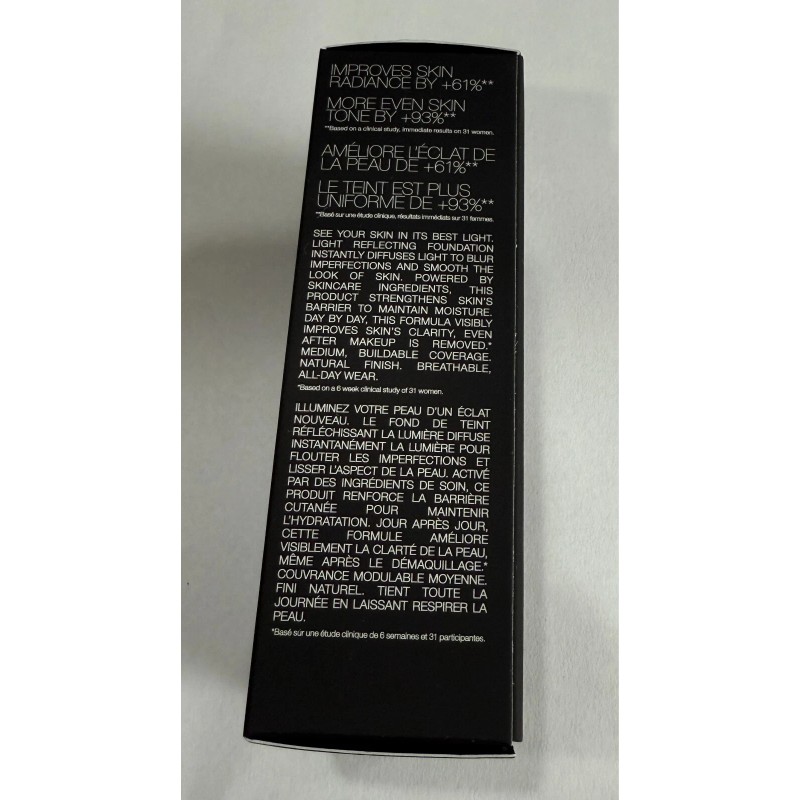 IMPROVES SKIN
RADIANCE BY +61%**
MORE EVEN SKIN
TONE BY +93%**
**Based on a clinical study, immediate results on 31 women.
AMÉLIORE L'ÉCLAT DE
LA PEAU DE +61%**
LE TEINT EST PLUS
UNIFORME DE +93%**
**Basé sur une étude clinique, résultats immédiats sur 31 femmes.
SEE YOUR SKIN IN ITS BEST LIGHT.
LIGHT REFLECTING FOUNDATION
INSTANTLY DIFFUSES LIGHT TO BLUR
IMPERFECTIONS AND SMOOTH THE
LOOK OF SKIN. POWERED BY
SKINCARE INGREDIENTS, THIS
PRODUCT STRENGTHENS SKIN'S
BARRIER TO MAINTAIN MOISTURE.
DAY BY DAY, THIS FORMULA VISIBLY
IMPROVES SKIN'S CLARITY, EVEN
AFTER MAKEUP IS REMOVED.*
MEDIUM, BUILDABLE COVERAGE.
NATURAL FINISH. BREATHABLE,
ALL-DAY WEAR.
*Based on a 6 week clinical study of 31 women.
ILLUMINEZ VOTRE PEAU D'UN ÉCLAT
NOUVEAU. LE FOND DE TEINT
RÉFLÉCHISSANT LA LUMIÈRE DIFFUSE
INSTANTANÉMENT LA LUMIÈRE POUR
FLOUTER LES IMPERFECTIONS ET
LISSER L'ASPECT DE LA PEAU. ACTIVÉ
PAR DES INGRÉDIENTS DE SOIN, CE
PRODUIT RENFORCE LA BARRIÈRE
CUTANÉE POUR MAINTENIR
L'HYDRATATION. JOUR APRÈS JOUR,
CETTE FORMULE AMÉLIORE
VISIBLEMENT LA CLARTÉ DE LA PEAU,
MÊME APRÈS LE DÉMAQUILLAGE.*
COUVRANCE MODULABLE MOYENNE.
FINI NATUREL. TIENT TOUTE LA
JOURNÉE EN LAISSANT RESPIRER LA
PEAU.
*Basé sur une étude clinique de 6 semaines et 31 participantes.